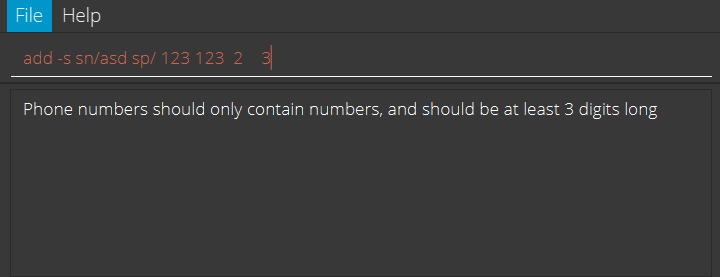 File Help
add -s sn/asd sp/ 123 123  2    3
Phone numbers should only contain numbers, and should be at least 3 digits long